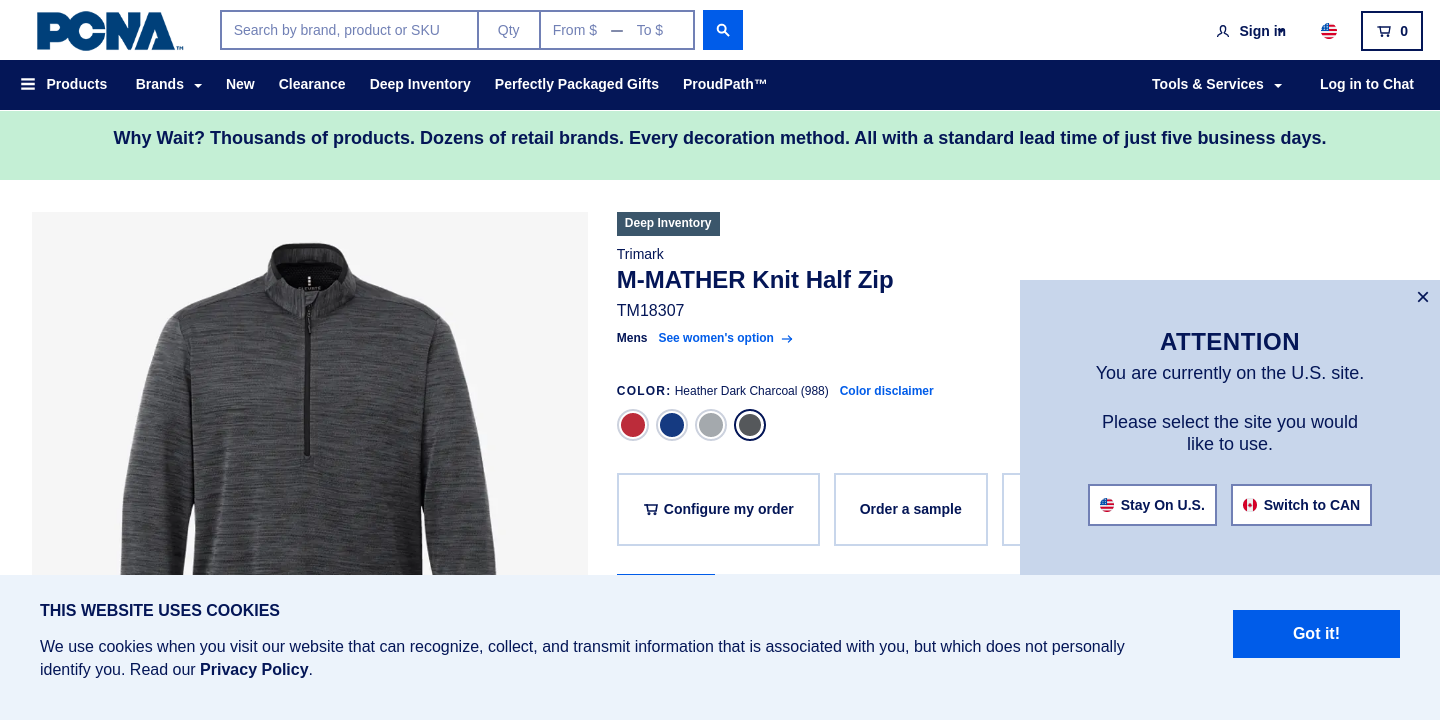 PCNA™
Search by brand, product or SKU
Qty
From $
To $
Sign in
0
Products
Brands
New
Clearance
Deep Inventory
Perfectly Packaged Gifts
ProudPath™
Tools & Services
Log in to Chat
Why Wait? Thousands of products. Dozens of retail brands. Every decoration method. All with a standard lead time of just five business days.
Deep Inventory
Trimark
M-MATHER Knit Half Zip
TM18307
Mens See women's option →
COLOR: Heather Dark Charcoal (988) Color disclaimer
Configure my order
Order a sample
ATTENTION
You are currently on the U.S. site.
Please select the site you would
like to use.
Stay On U.S.
Switch to CAN
THIS WEBSITE USES COOKIES
We use cookies when you visit our website that can recognize, collect, and transmit information that is associated with you, but which does not personally
identify you. Read our Privacy Policy.
Got it!